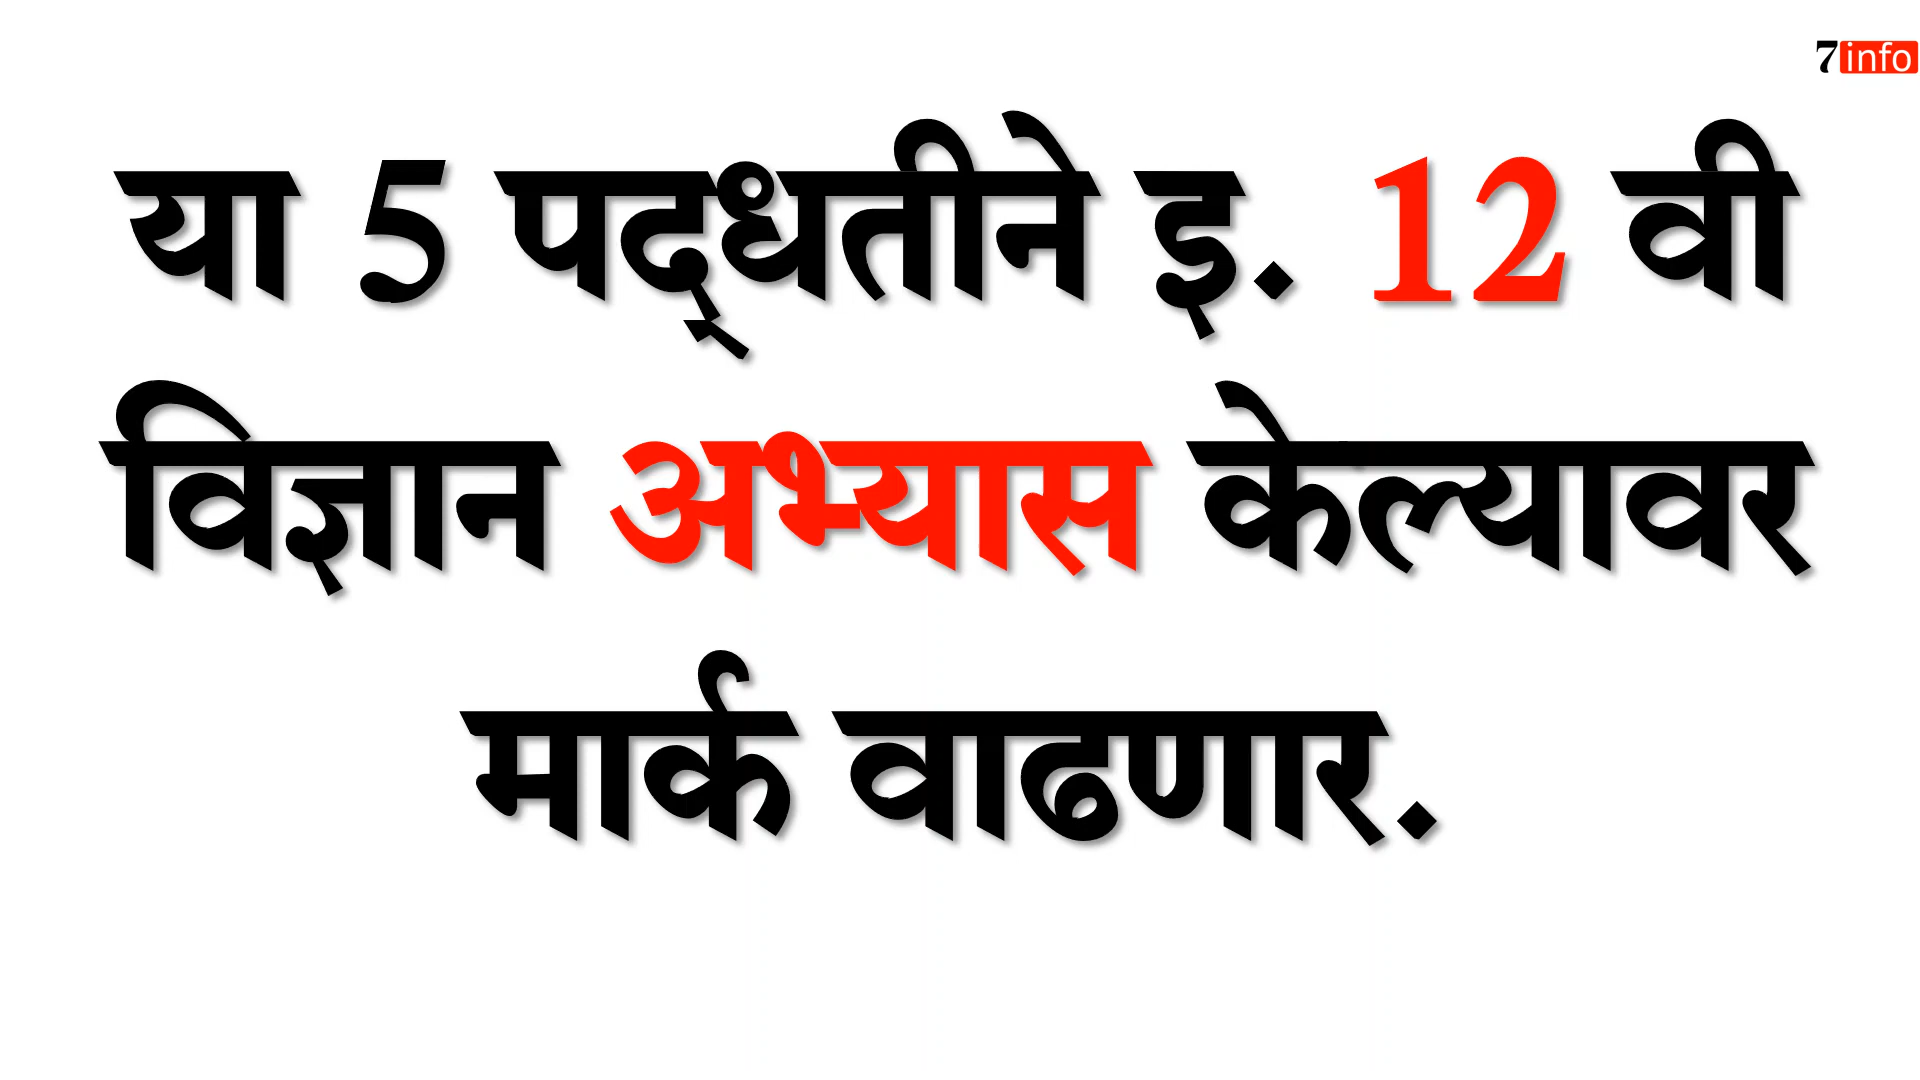 7info
या 5 पद्‌धतीने इ. 12 वी
विज्ञान अभ्यास केल्यावर
मार्क वाढणार.